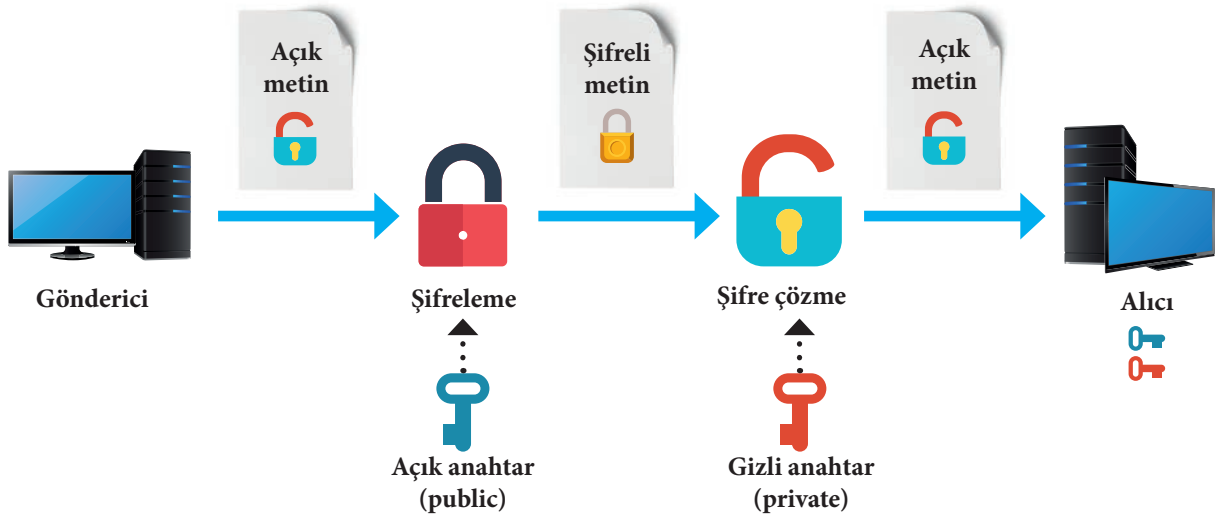 Açık
metin
Şifreli
metin
Açık
metin
Gönderici
Şifreleme
Şifre çözme
Alıcı
Açık anahtar
(public)
Gizli anahtar
(private)